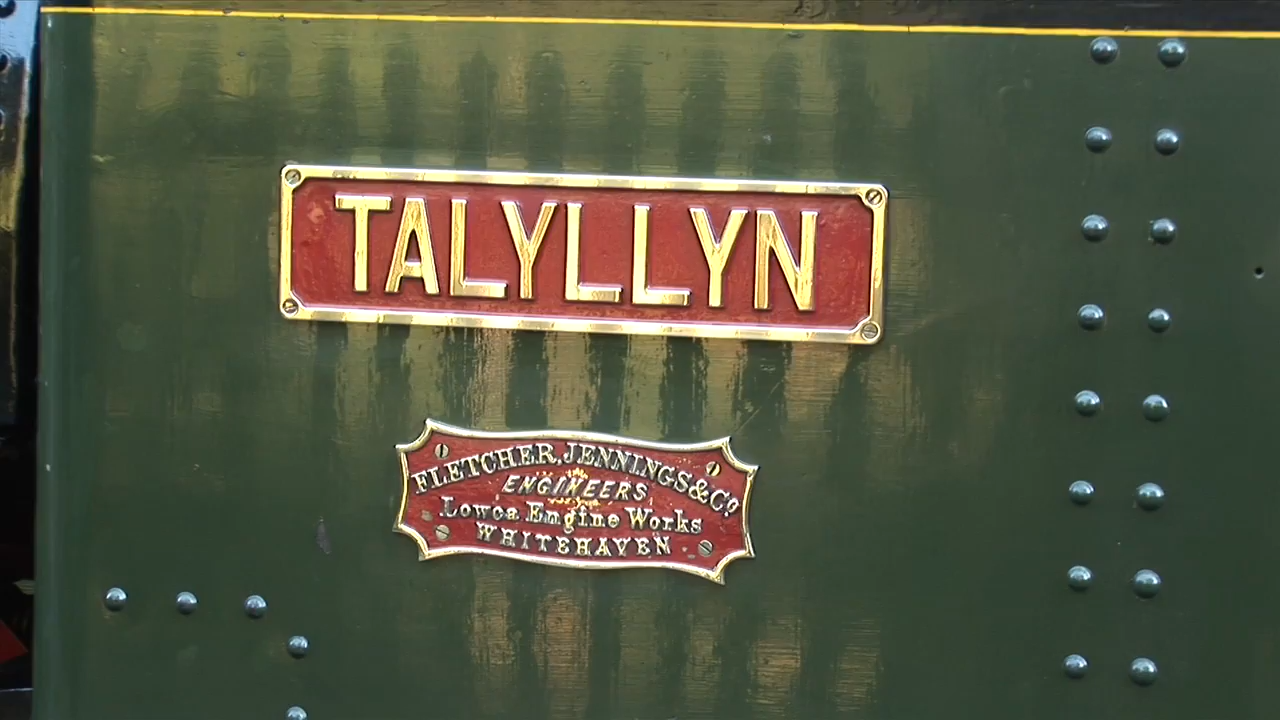 TALYLLYN
FLETCHER, JENNINGS & Co
ENGINEERS
Lowca Engine Works
WHITEHAVEN